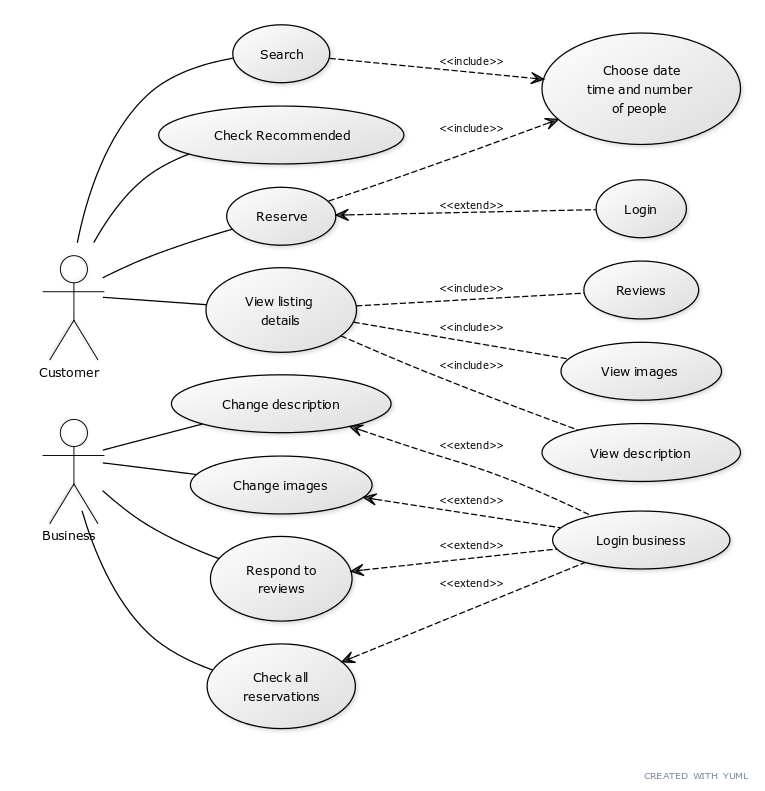 Search
<<include>>
Choose date
time and number
of people
Check Recommended
<<include>>
Reserve
<<extend>>
Login
View listing
details
<<include>>
Reviews
<<include>>
View images
<<include>>
View description
Customer
Change description
<<extend>>
Change images
<<extend>>
Login business
Business
Respond to
reviews
<<extend>>
<<extend>>
Check all
reservations
CREATED WITH YUML